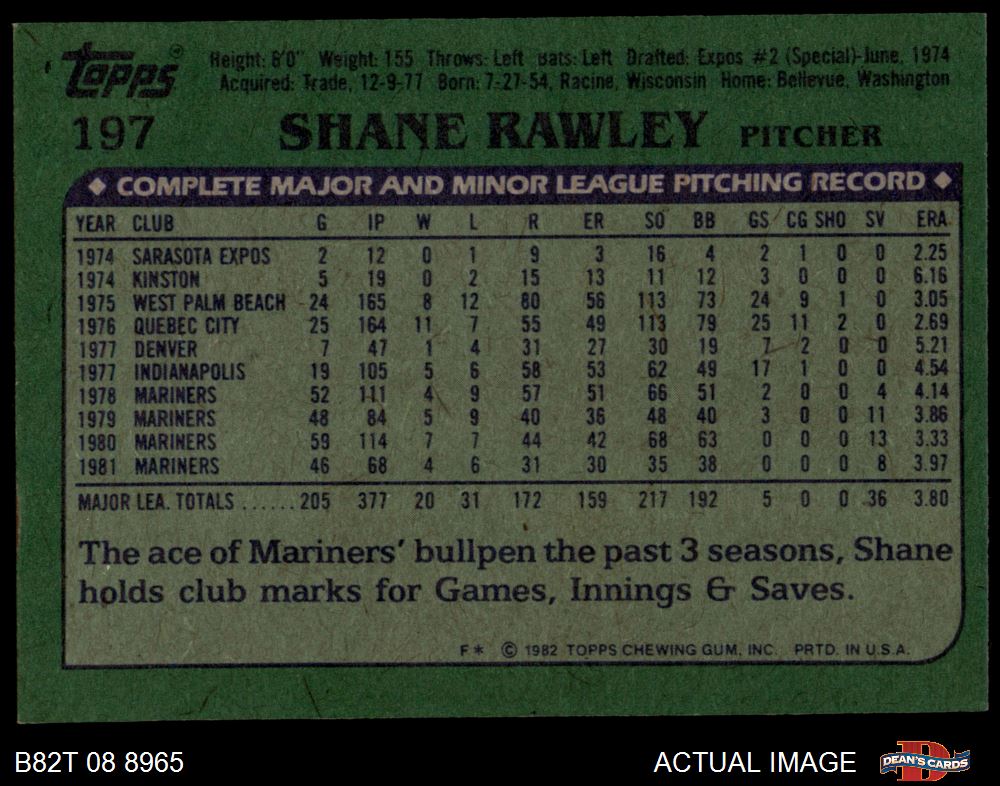 Topps
Height: 6'0" Weight: 155 Throws: Left Bats: Left Drafted: Expos #2 (Special)-June, 1974
Acquired: Trade, 12-9-77 Born: 7-27-54, Racine, Wisconsin Home: Bellevue, Washington
197 SHANE RAWLEY PITCHER
◆ COMPLETE MAJOR AND MINOR LEAGUE PITCHING RECORD ◆
YEAR CLUB G IP W L R ER SO BB GS CG SHO SV ERA
1974 SARASOTA EXPOS 2 12 0 1 9 3 16 4 2 1 0 0 2.25
1974 KINSTON 5 19 0 2 15 13 11 12 3 0 0 0 6.16
1975 WEST PALM BEACH 24 165 8 12 80 56 113 73 24 9 1 0 3.05
1976 QUEBEC CITY 25 164 11 7 55 49 113 79 25 11 2 0 2.69
1977 DENVER 7 47 1 4 31 27 30 19 7 2 0 0 5.21
1977 INDIANAPOLIS 19 105 5 6 58 53 62 49 17 1 0 0 4.54
1978 MARINERS 52 111 4 9 57 51 66 51 2 0 0 4 4.14
1979 MARINERS 48 84 5 9 40 36 48 40 3 0 0 11 3.86
1980 MARINERS 59 114 7 7 44 42 68 63 0 0 0 13 3.33
1981 MARINERS 46 68 4 6 31 30 35 38 0 0 0 8 3.97
MAJOR LEA. TOTALS ......205 377 20 31 172 159 217 192 5 0 0 36 3.80
The ace of Mariners' bullpen the past 3 seasons, Shane
holds club marks for Games, Innings & Saves.
F* © 1982 TOPPS CHEWING GUM, INC. PRTD. IN U.S.A.
B82T 08 8965 ACTUAL IMAGE DEAN'S CARDS